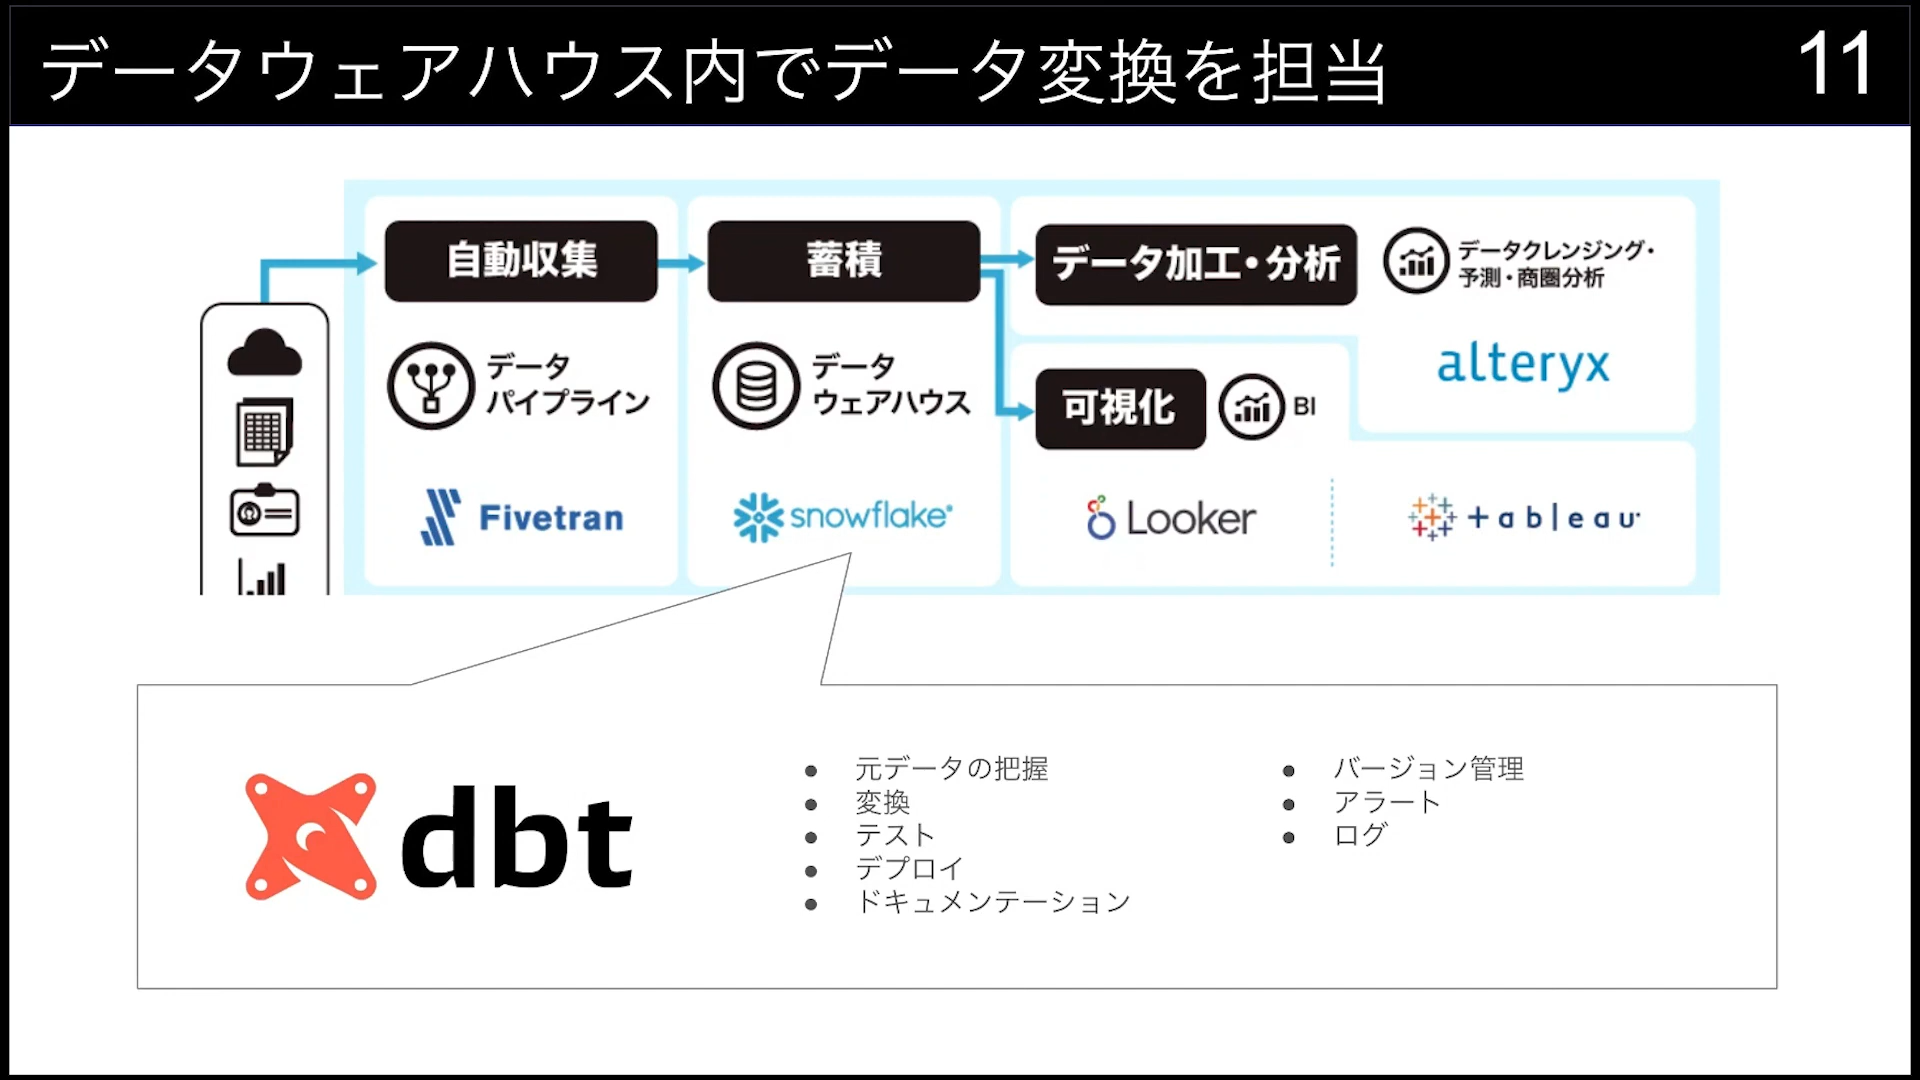 データウェアハウス内でデータ変換を担当
11
自動収集
蓄積
データ加工・分析
データクレンジング・
予測・商圏分析
データ
パイプライン
データ
ウェアハウス
alteryx
可視化
BI
Fivetran
snowflake
Looker
+ableau
dbt
● 元データの把握
● 変換
● テスト
● デプロイ
● ドキュメンテーション
● バージョン管理
● アラート
● ログ